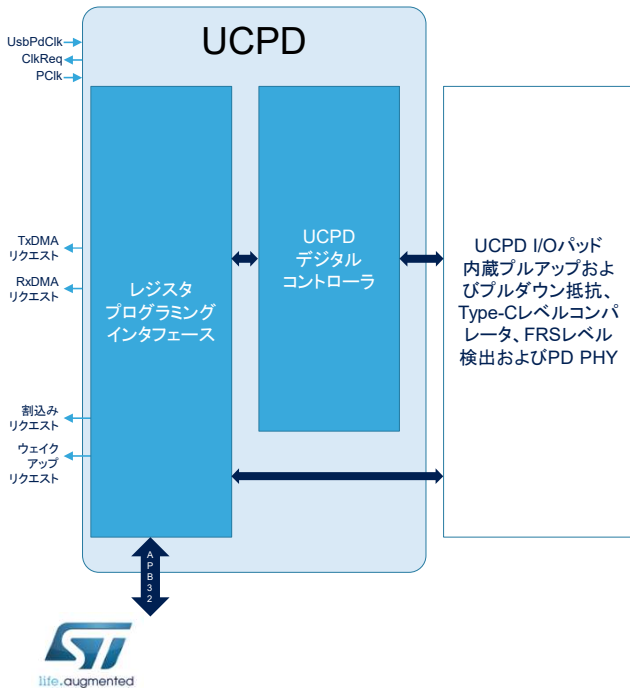 UCPD
UsbPdClk
ClkReq
PClk
TxDMA
リクエスト
RxDMA
リクエスト
割込み
リクエスト
ウェイク
アップ
リクエスト
レジスタ
プログラミング
インタフェース
UCPD
デジタル
コントローラ
UCPD I/Oパッド
内蔵プルアップおよ
びプルダウン抵抗、
Type-Cレベルコンパ
レータ、FRSレベル
検出およびPD PHY
APB32
ST
life.augmented